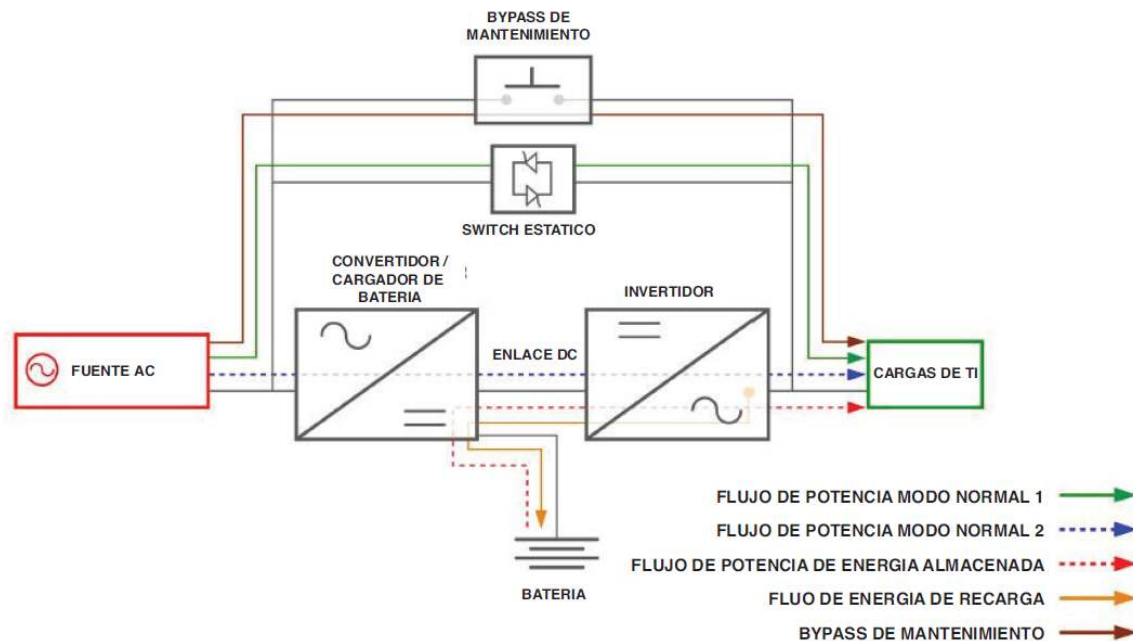 BYPASS DE
MANTENIMIENTO
SWITCH ESTATICO
CONVERTIDOR /
CARGADOR DE
BATERIA
INVERTIDOR
FUENTE AC
ENLACE DC
CARGAS DE TI
BATERIA
FLUJO DE POTENCIA MODO NORMAL 1
FLUJO DE POTENCIA MODO NORMAL 2
FLUJO DE POTENCIA DE ENERGIA ALMACENADA
FLUO DE ENERGIA DE RECARGA
BYPASS DE MANTENIMIENTO